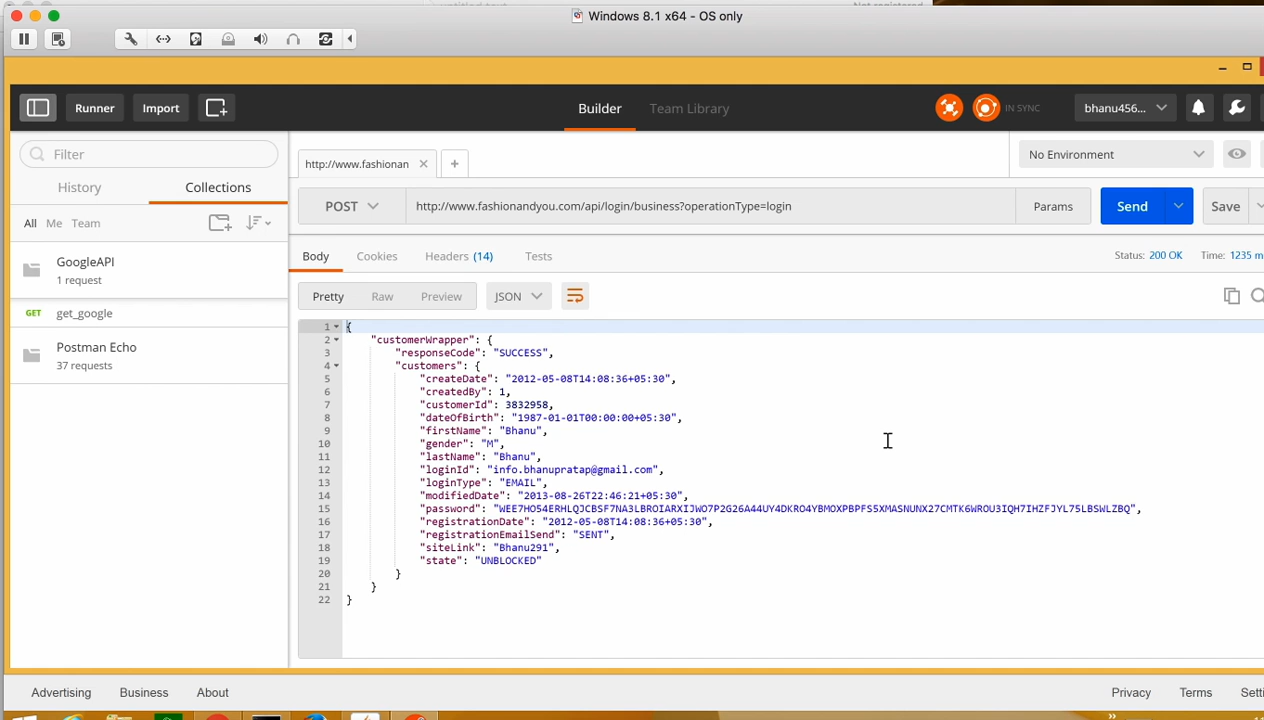 Windows 8.1 x64 - OS only
Runner
Import
Builder
Team Library
IN SYNC
bhanu456...
Filter
http://www.fashionan
No Environment
History
Collections
POST
http://www.fashionandyou.com/api/login/business?operationType=login
Params
Send
Save
All Me Team
GoogleAPI
1 request
GET get_google
Postman Echo
37 requests
Body
Cookies
Headers (14)
Tests
Status: 200 OK
Time: 1235 m
Pretty
Raw
Preview
JSON
1 {
2 "customerWrapper": {
3 "responseCode": "SUCCESS",
4 "customers": {
5 "createDate": "2012-05-08T14:08:36+05:30",
6 "createdBy": 1,
7 "customerId": 3832958,
8 "dateOfBirth": "1987-01-01T00:00:00+05:30",
9 "firstName": "Bhanu",
10 "gender": "M",
11 "lastName": "Bhanu",
12 "loginId": "info.bhanupratap@gmail.com",
13 "loginType": "EMAIL",
14 "modifiedDate": "2013-08-26T22:46:21+05:30",
15 "password": "WEE7HO54ERHLQJCBSF7NA3LBROIARXIJWO7P2G26A44UY4DKRO4YBMOXPBPFS5XMASNUNX27CMTK6WROU3IQH7IHZFJYL75LBSWLZBQ",
16 "registrationDate": "2012-05-08T14:08:36+05:30",
17 "registrationEmailSend": "SENT",
18 "siteLink": "Bhanu291",
19 "state": "UNBLOCKED"
20 }
21 }
22 }
Advertising
Business
About
Privacy
Terms
Setti